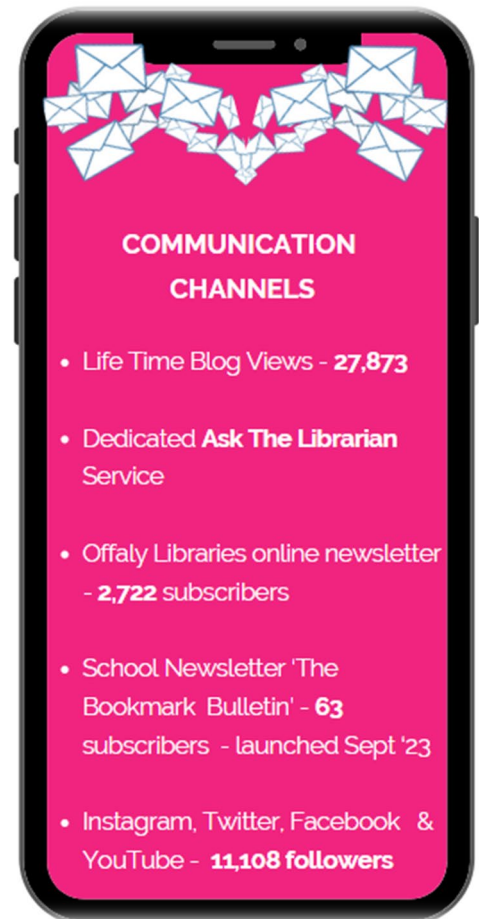 COMMUNICATION
CHANNELS
• Life Time Blog Views - 27,873
• Dedicated Ask The Librarian
Service
• Offaly Libraries online newsletter
- 2,722 subscribers
• School Newsletter 'The
Bookmark Bulletin' - 63
subscribers - launched Sept '23
• Instagram, Twitter, Facebook &
YouTube - 11,108 followers